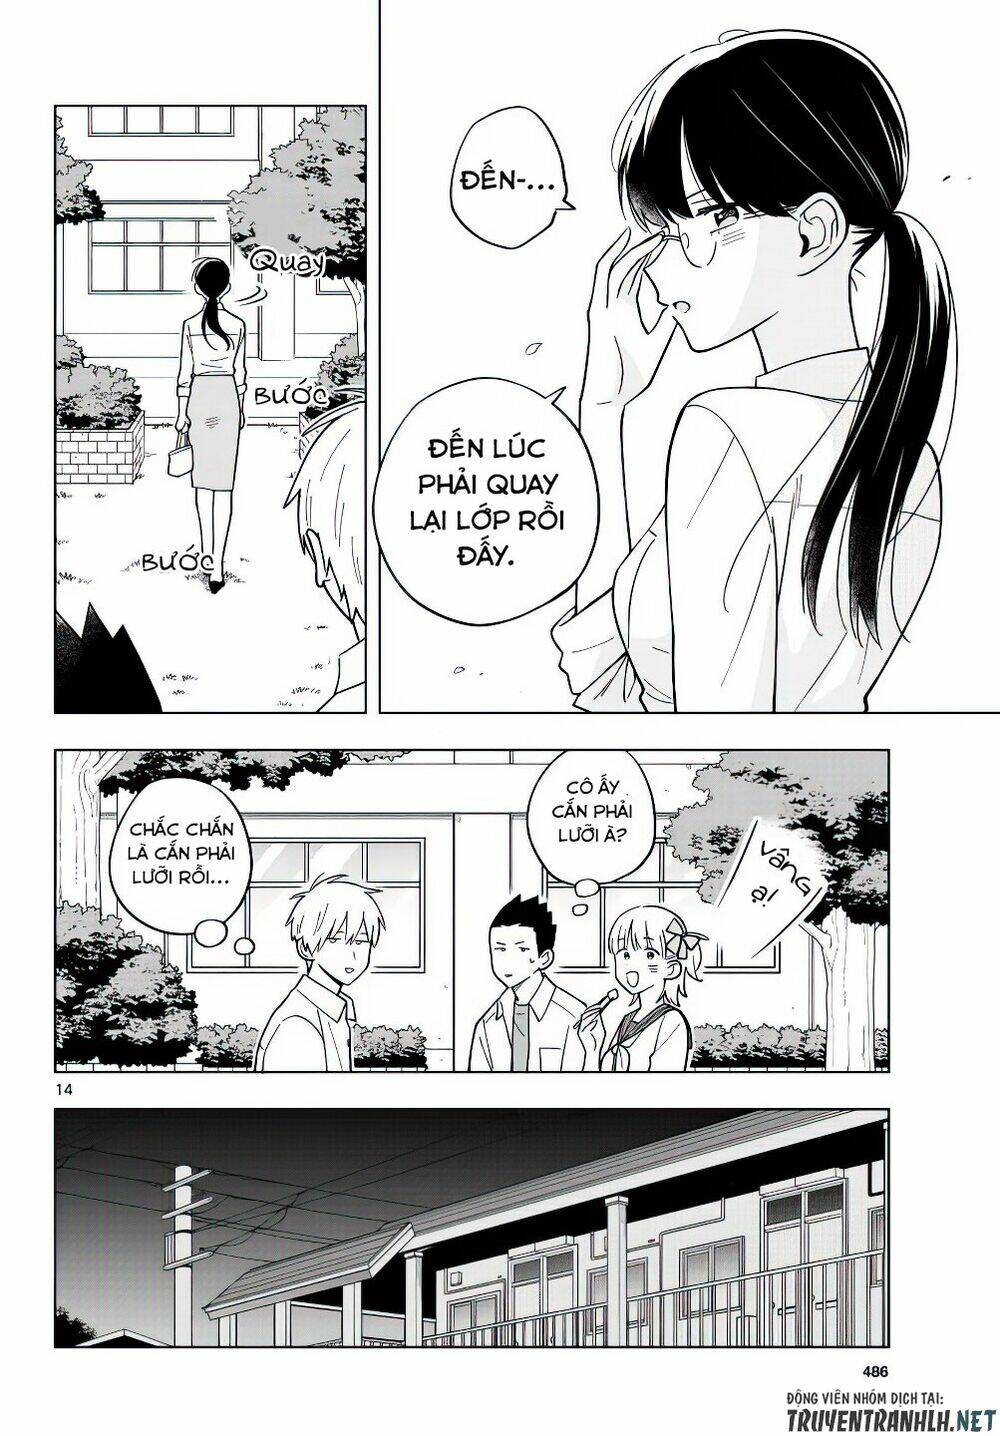 ĐẾN-...
ĐẾN LÚC
PHẢI QUAY
LẠI LỚP RỒI
ĐẤY.
Quay
BƯỚC
BƯỚC
CÔ ẤY
CẮN PHẢI
LƯỠI À?
Vâng
ạ!
CHẮC CHẮN
LÀ CẮN PHẢI
LƯỠI RỒI...
14
486
ĐỘNG VIÊN NHÓM DỊCH TẠI:
TRUYENTRANHLH.NET